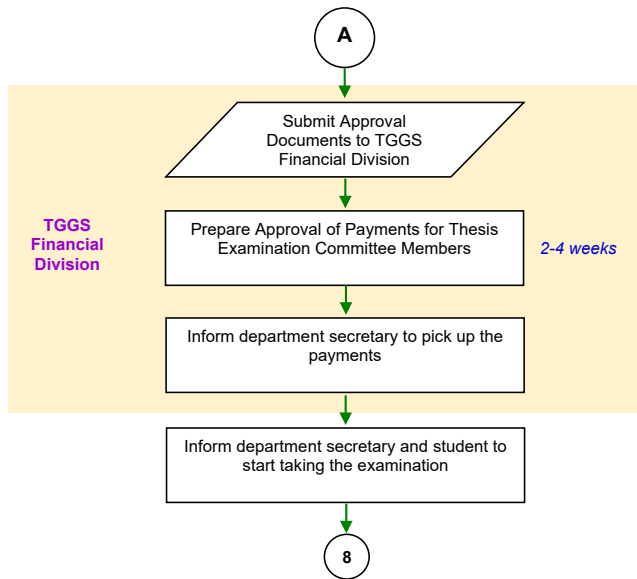 A
Submit Approval
Documents to TGGS
Financial Division
TGGS
Financial
Division
Prepare Approval of Payments for Thesis
Examination Committee Members
2-4 weeks
Inform department secretary to pick up the
payments
Inform department secretary and student to
start taking the examination
8